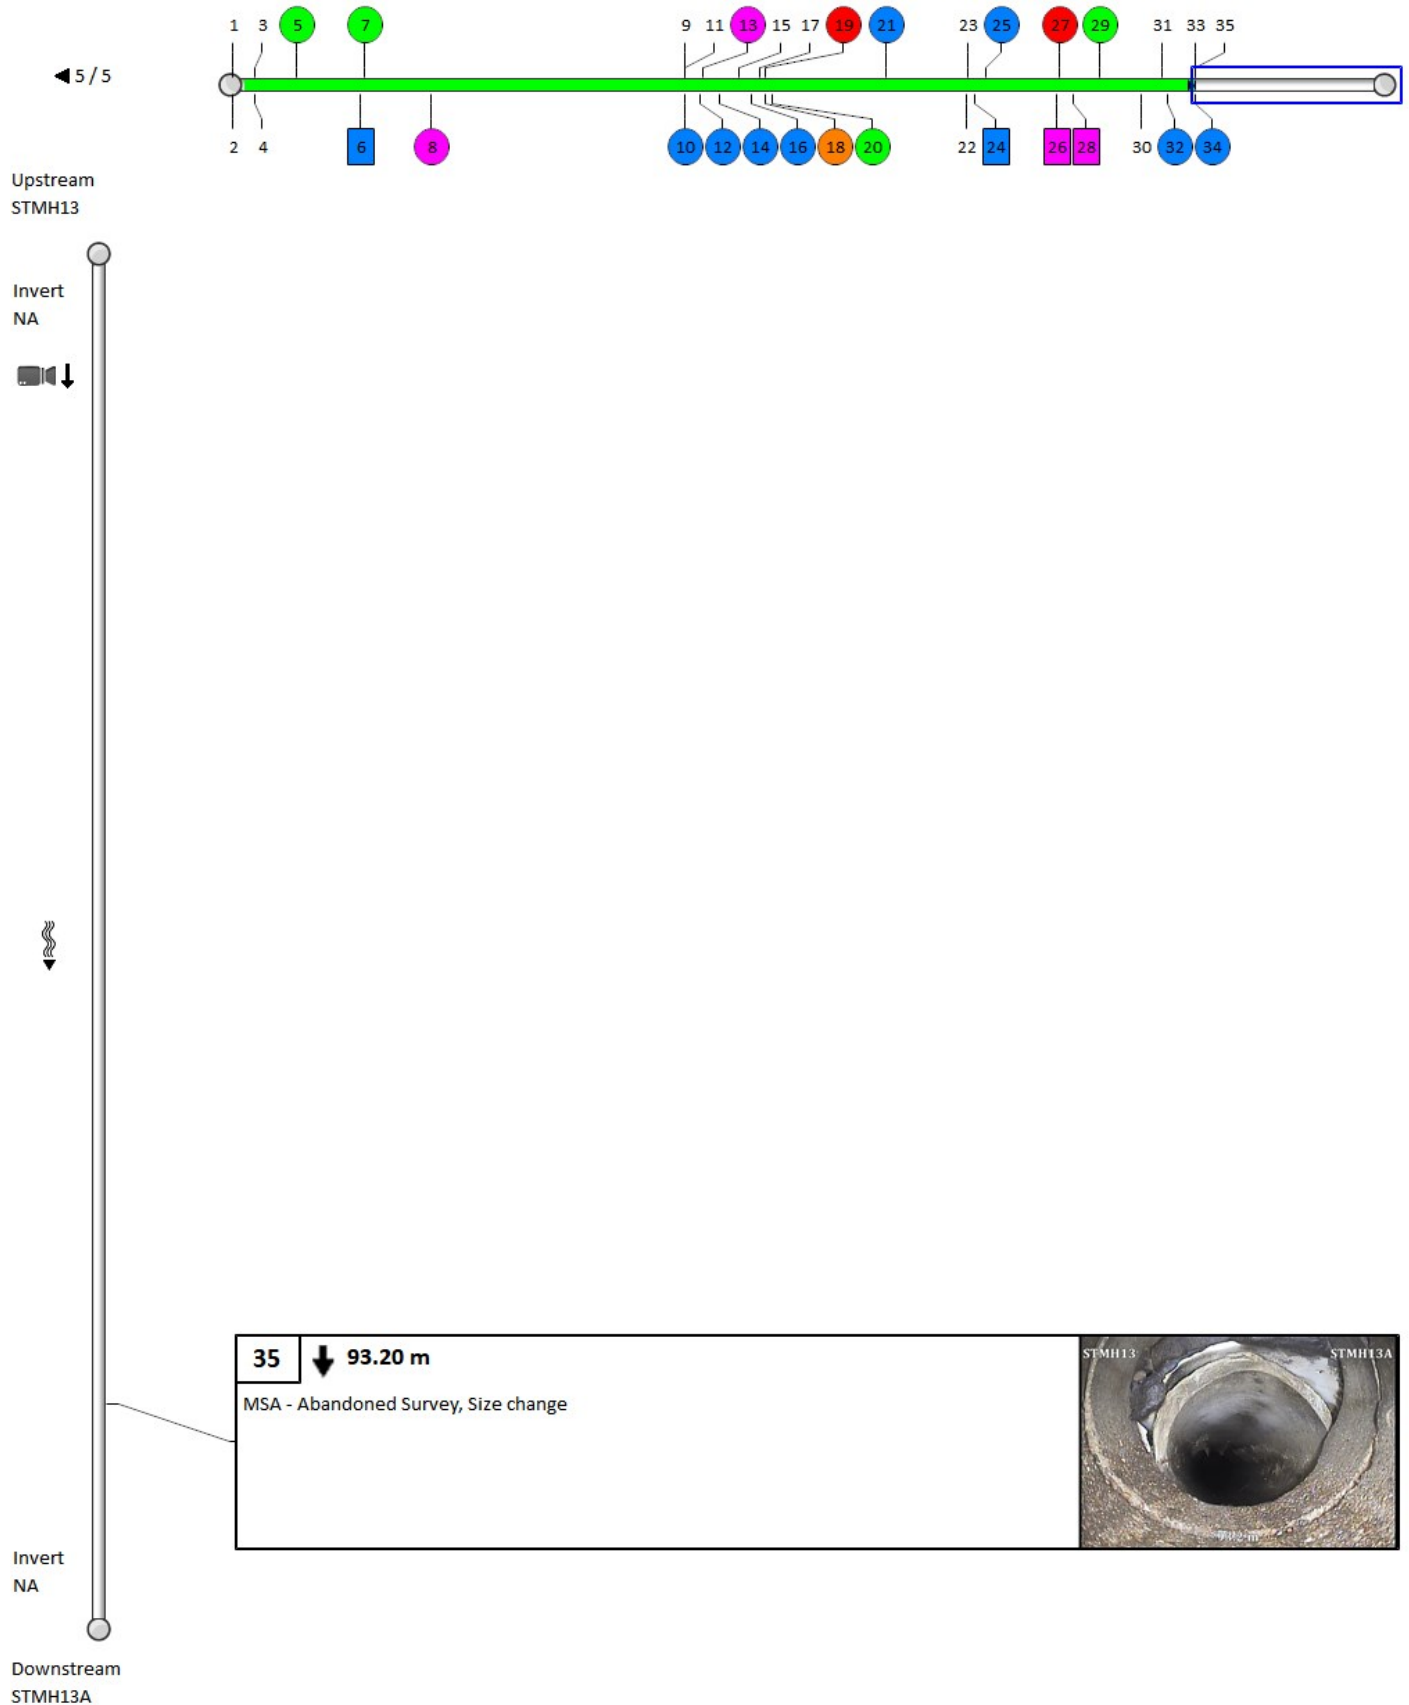 1 3 5 7 9 11 13 15 17 19 21 23 25 27 29 31 33 35
5 / 5
2 4 6 8 10 12 14 16 18 20 22 24 26 28 30 32 34
Upstream
STMH13
Invert
NA
35 93.20 m
STMH13 STMH13A
MSA - Abandoned Survey, Size change
Invert
NA
Downstream
STMH13A